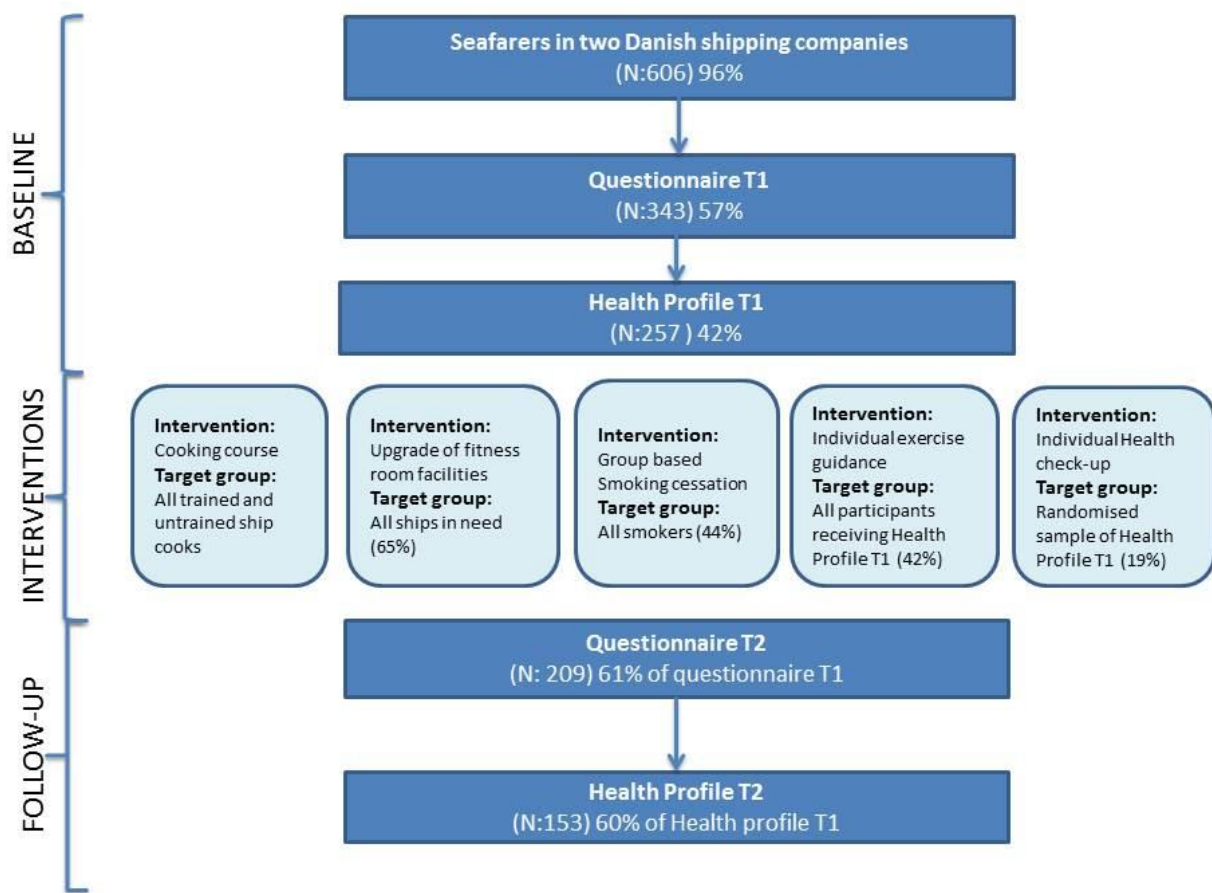 BASELINE
Seafarers in two Danish shipping companies
(N:606) 96%
Questionnaire T1
(N:343) 57%
Health Profile T1
(N:257 ) 42%
INTERVENTIONS
Intervention:
Cooking course
Target group:
All trained and
untrained ship
cooks
Intervention:
Upgrade of fitness
room facilities
Target group:
All ships in need
(65%)
Intervention:
Group based
Smoking cessation
Target group:
All smokers (44%)
Intervention:
Individual exercise
guidance
Target group:
All participants
receiving Health
Profile T1 (42%)
Intervention:
Individual Health
check-up
Target group:
Randomised
sample of Health
Profile T1 (19%)
FOLLOW-UP
Questionnaire T2
(N: 209) 61% of questionnaire T1
Health Profile T2
(N:153) 60% of Health profile T1